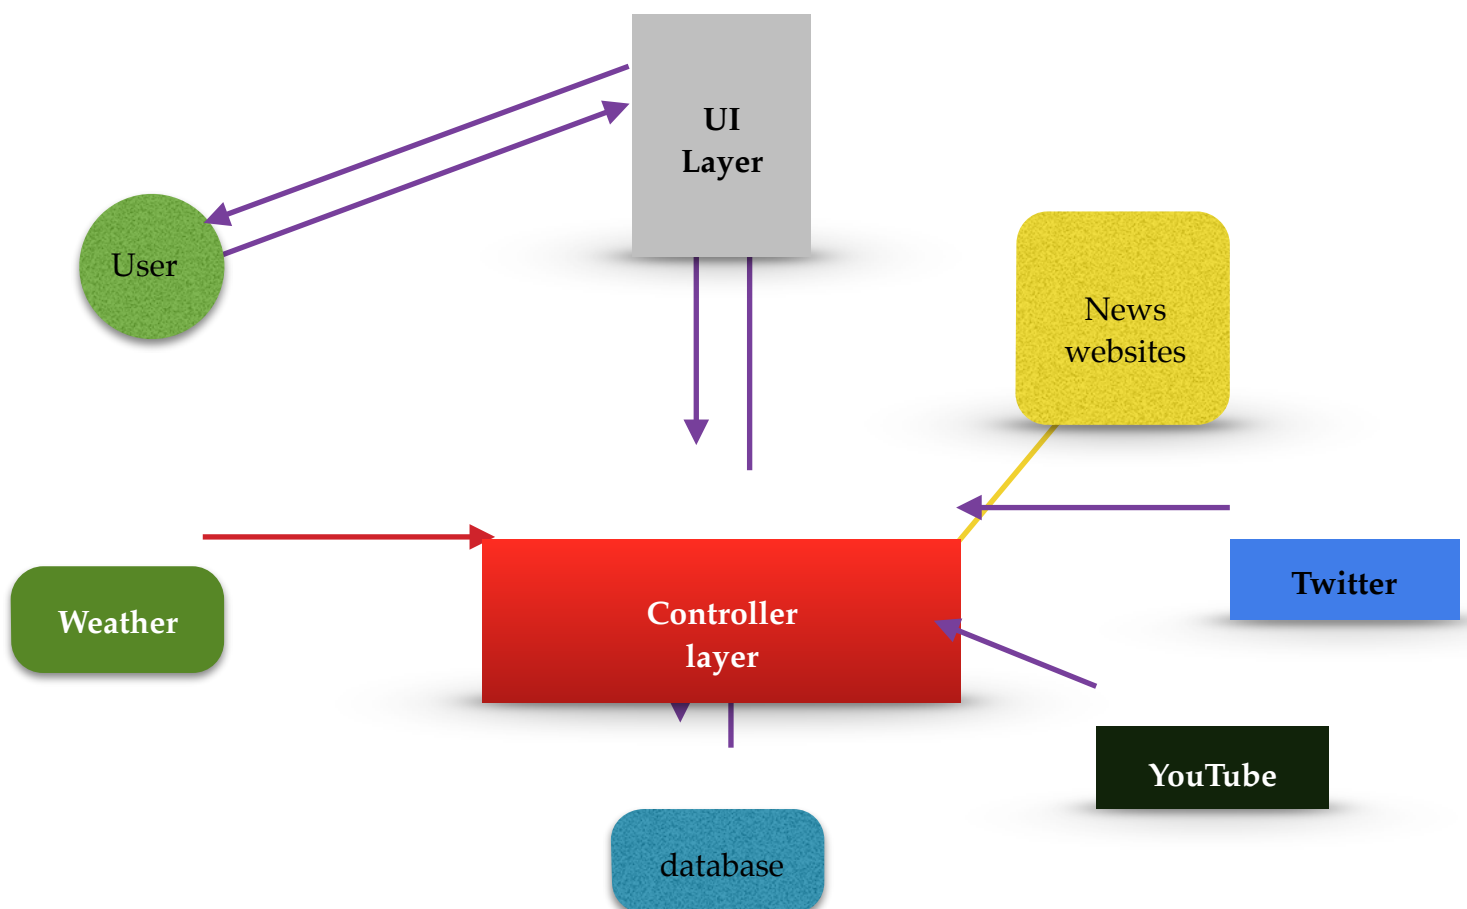 UI
Layer
User
News
websites
Weather
Controller
layer
Twitter
YouTube
database